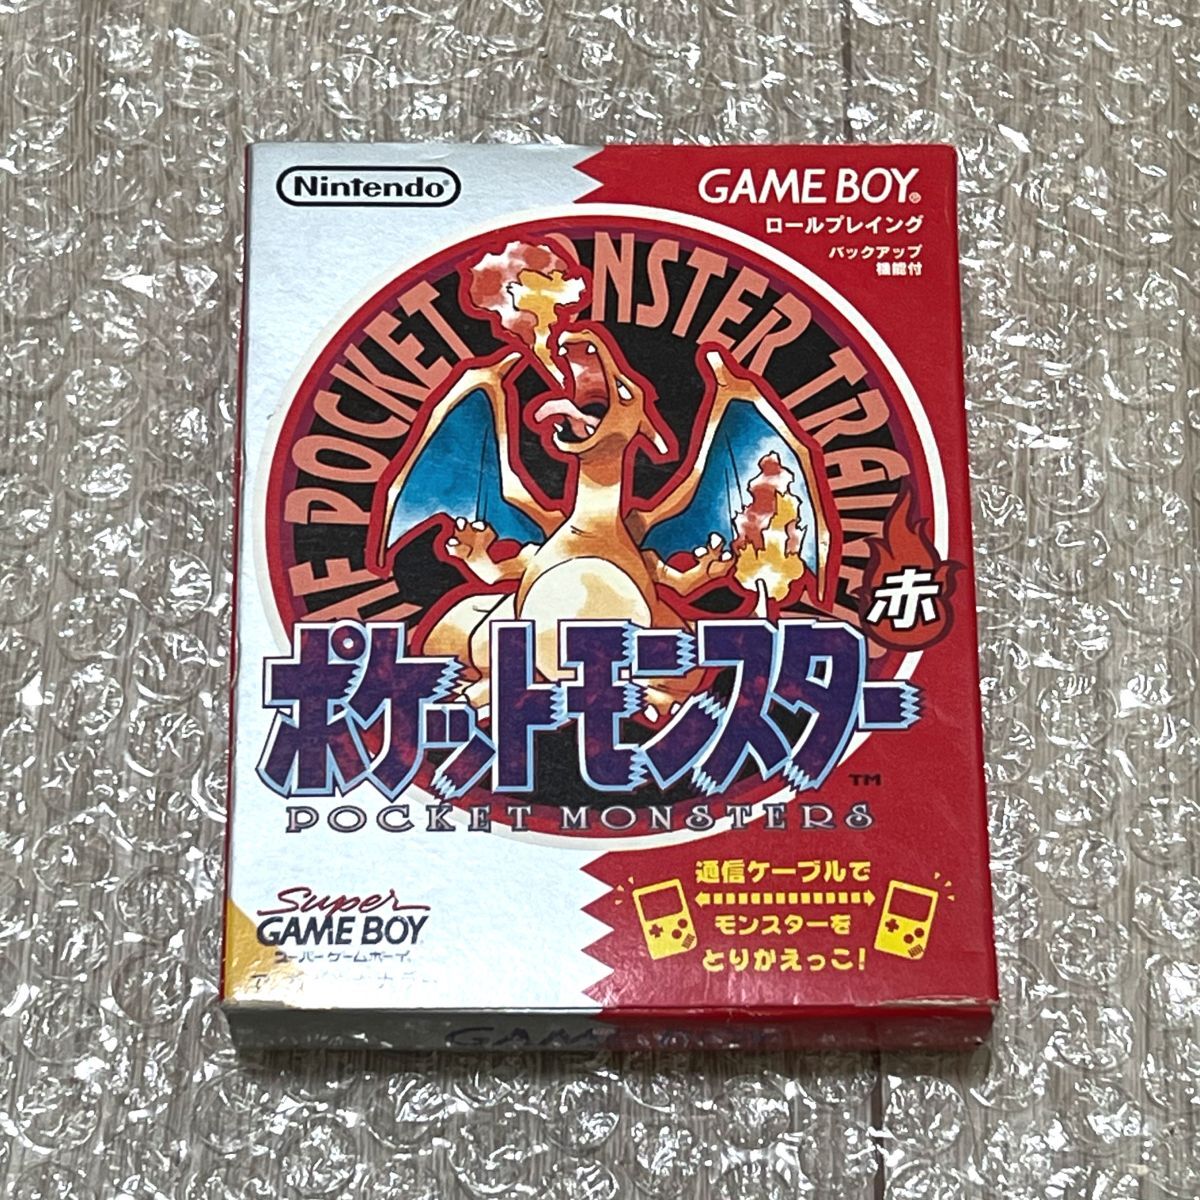 Nintendo
GAME BOY®
ロールプレイング
バックアップ
機能付
THE POCKET MONSTER TRAINER
赤
ポケットモンスター
TM
POCKET MONSTERS
通信ケーブルで
モンスターを
とりかえっこ!
Super
GAME BOY
スーパーゲームボーイ
GAME BOY